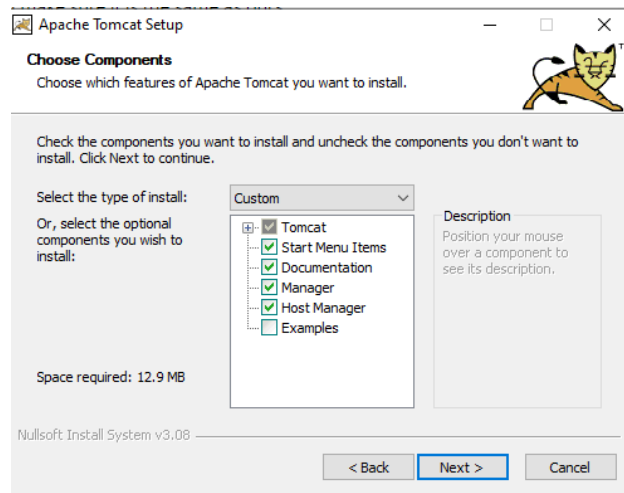 Apache Tomcat Setup
Choose Components
Choose which features of Apache Tomcat you want to install.
TM
Check the components you want to install and uncheck the components you don't want to
install. Click Next to continue.
Select the type of install:
Custom
Or, select the optional
components you wish to
install:
Tomcat
Start Menu Items
Documentation
Manager
Host Manager
Examples
Description
Position your mouse
over a component to
see its description.
Space required: 12.9 MB
Nullsoft Install System v3.08
< Back
Next >
Cancel